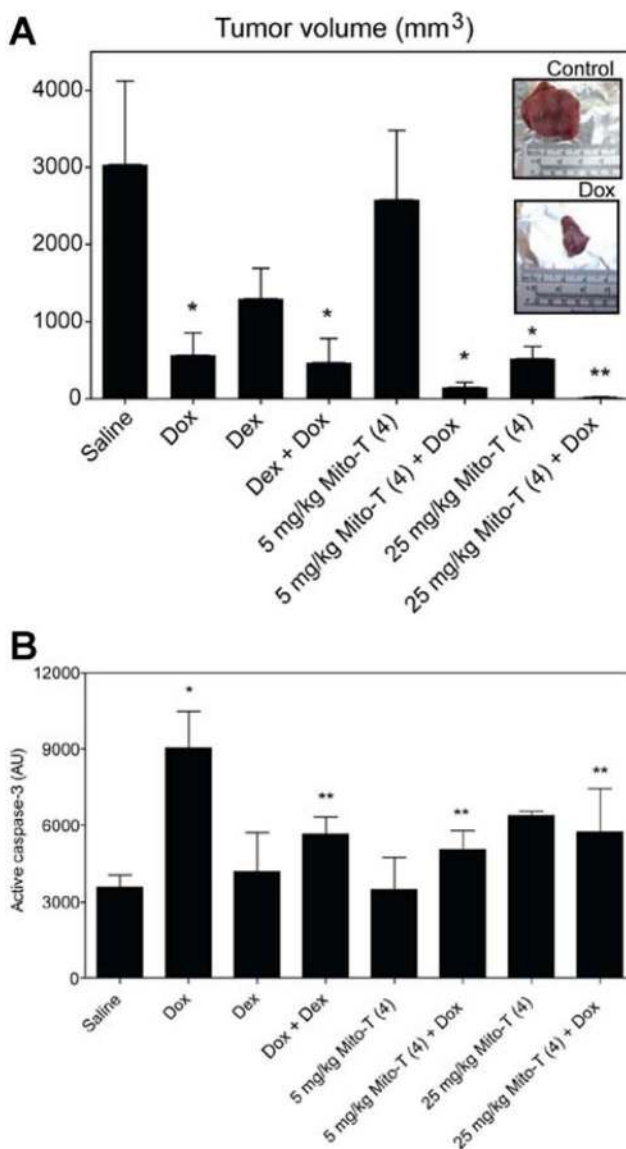 A
Tumor volume (mm³)
Control
Dox
4000
3000
2000
1000
0
*
*
*
*
**
Saline
Dox
Dex
Dex + Dox
5 mg/kg Mito-T (4)
5 mg/kg Mito-T (4) + Dox
25 mg/kg Mito-T (4)
25 mg/kg Mito-T (4) + Dox
B
Active caspase-3 (AU)
12000
9000
6000
3000
0
*
**
**
**
Saline
Dox
Dex
Dox + Dex
5 mg/kg Mito-T (4)
5 mg/kg Mito-T (4) + Dox
25 mg/kg Mito-T (4)
25 mg/kg Mito-T (4) + Dox